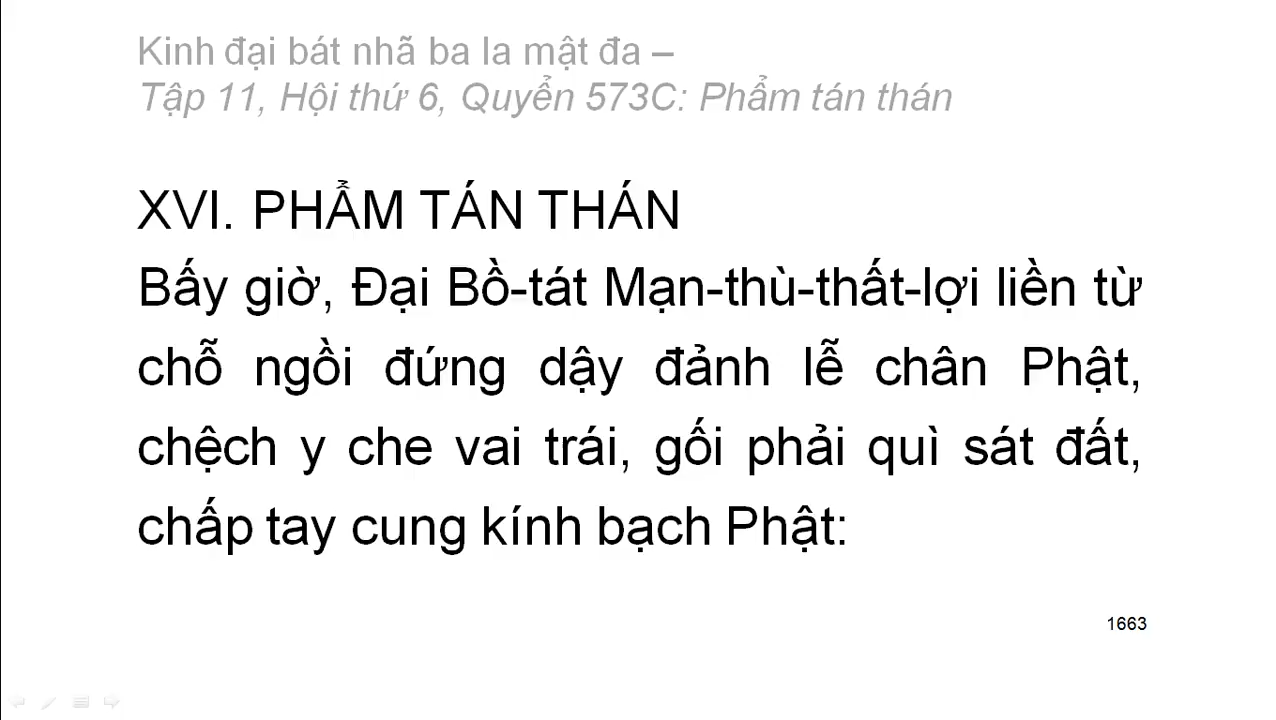 Kinh đại bát nhã ba la mật đa –
Tập 11, Hội thứ 6, Quyển 573C: Phẩm tán thán
XVI. PHẨM TÁN THÁN
Bấy giờ, Đại Bồ-tát Mạn-thù-thất-lợi liền từ
chỗ ngồi đứng dậy đảnh lễ chân Phật,
chệch y che vai trái, gối phải quì sát đất,
chấp tay cung kính bạch Phật:
1663